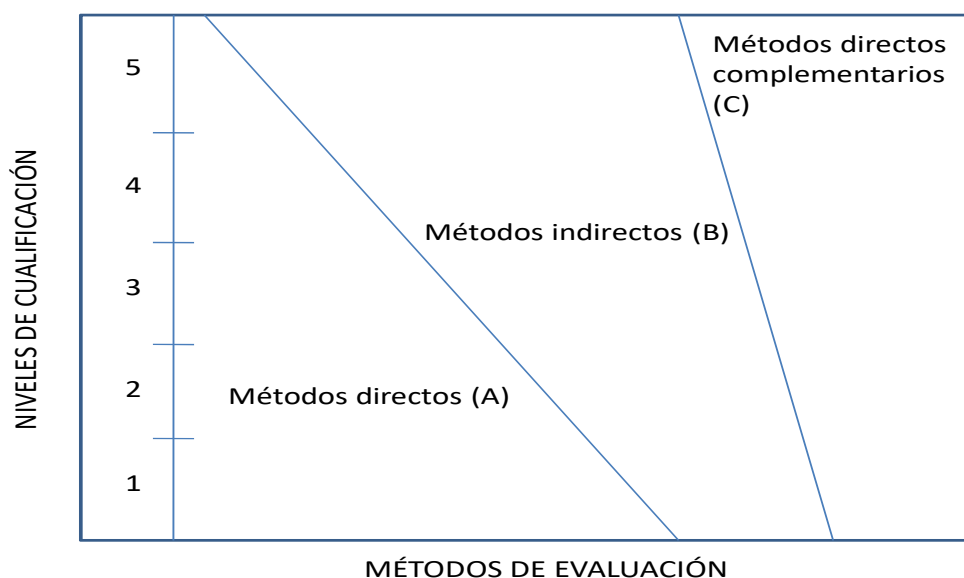 Métodos directos
complementarios
(C)
5
4
Métodos indirectos (B)
3
2
Métodos directos (A)
1
NIVELES DE CUALIFICACIÓN
MÉTODOS DE EVALUACIÓN